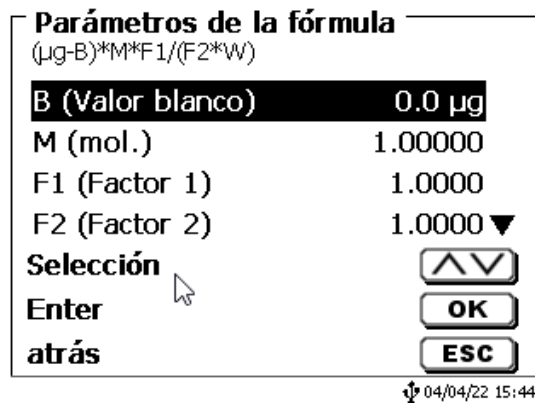 Parámetros de la fórmula
(µg-B)*M*F1/(F2*W)
B (Valor blanco) 0.0 µg
M (mol.) 1.00000
F1 (Factor 1) 1.0000
F2 (Factor 2) 1.0000
Selección
Enter OK
atrás ESC
04/04/22 15:44